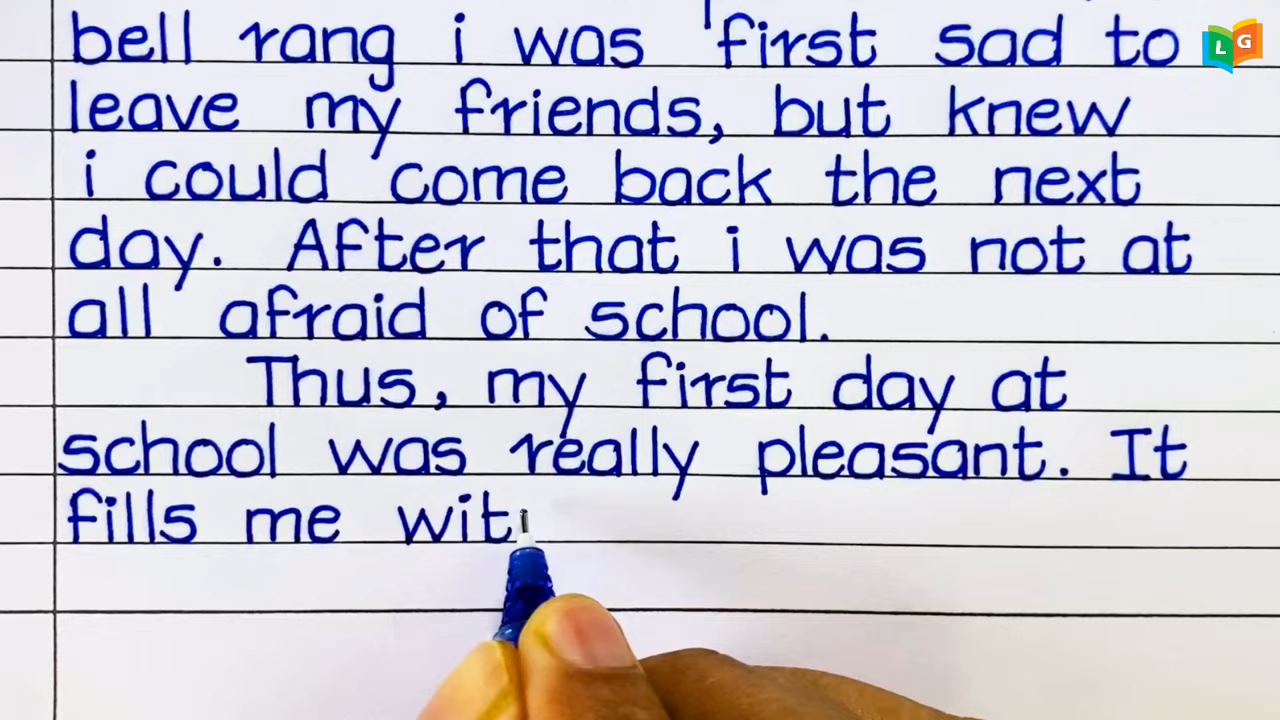 bell rang i was first sad to
LG
leave my friends, but knew
i could come back the next
day. After that i was not at
all afraid of school.
Thus, my first day at
school was really pleasant. It
fills me wit